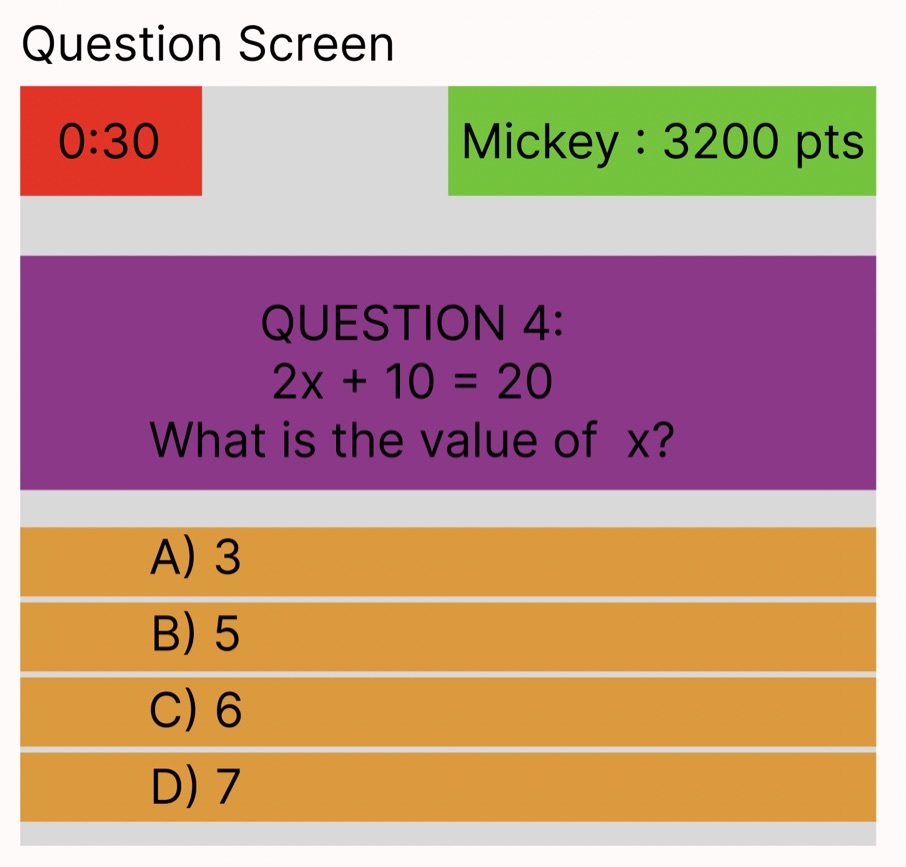 Question Screen
0:30
Mickey : 3200 pts
QUESTION 4:
2x + 10 = 20
What is the value of  x?
A) 3
B) 5
C) 6
D) 7